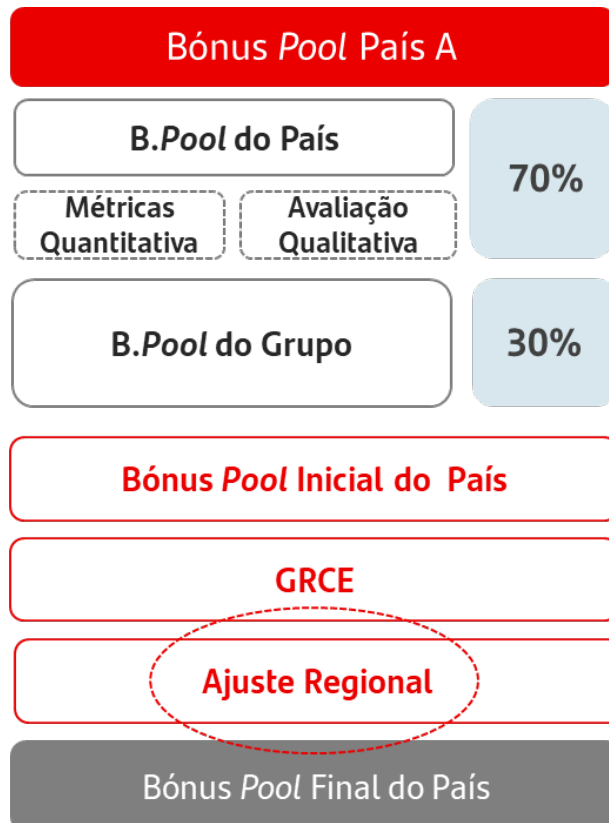 Bónus Pool País A
B.Pool do País
70%
Métricas
Quantitativa
Avaliação
Qualitativa
B.Pool do Grupo
30%
Bónus Pool Inicial do País
GRCE
Ajuste Regional
Bónus Pool Final do País